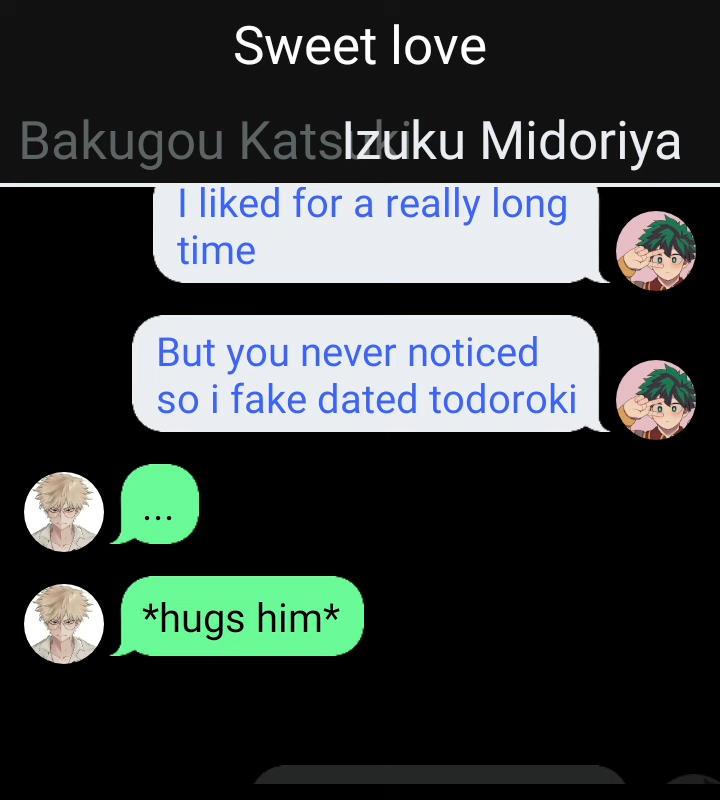 Sweet love
Bakugou Katsuki Izuku Midoriya
I liked for a really long
time
But you never noticed
so i fake dated todoroki
...
*hugs him*